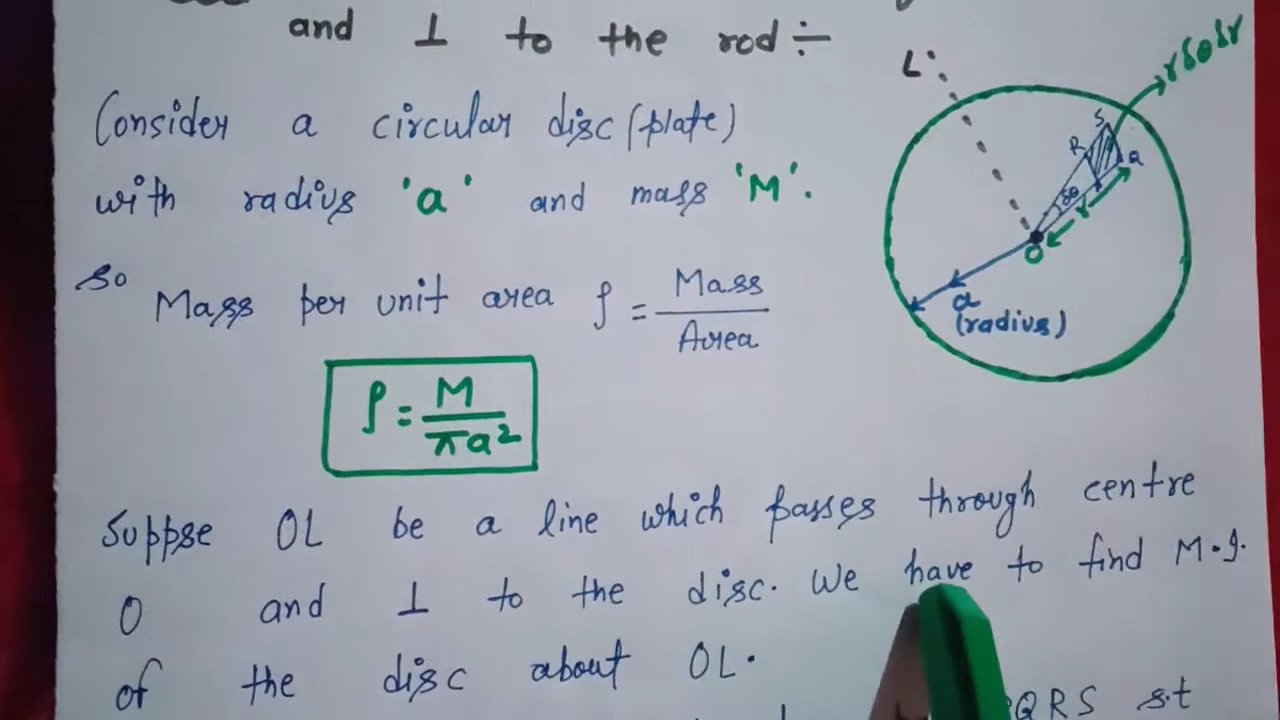 and ⊥ to the rod ÷
Consider a circular disc (plate)
with radius 'a' and mass 'M'.
So Mass per unit area ρ = Mass / Area
ρ = M / πa²
Suppse OL be a line which passes through centre
O and ⊥ to the disc. We have to find M.I.
of the disc about OL.
QRS s.t
L
rδθδr
S
R
Q
δθ
r
O
a
(radius)